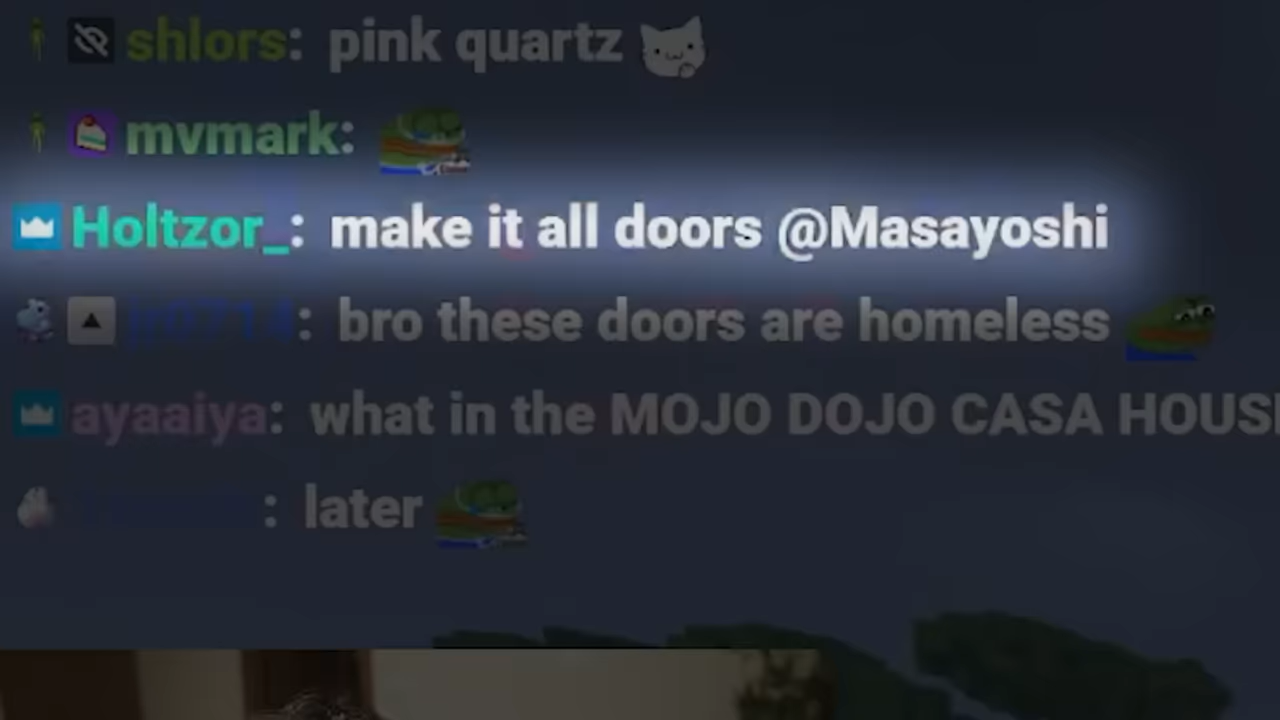 shlors: pink quartz
mvmark:
Holtzor_: make it all doors @Masayoshi
: bro these doors are homeless
ayaaiya: what in the MOJO DOJO CASA HOUS
: later